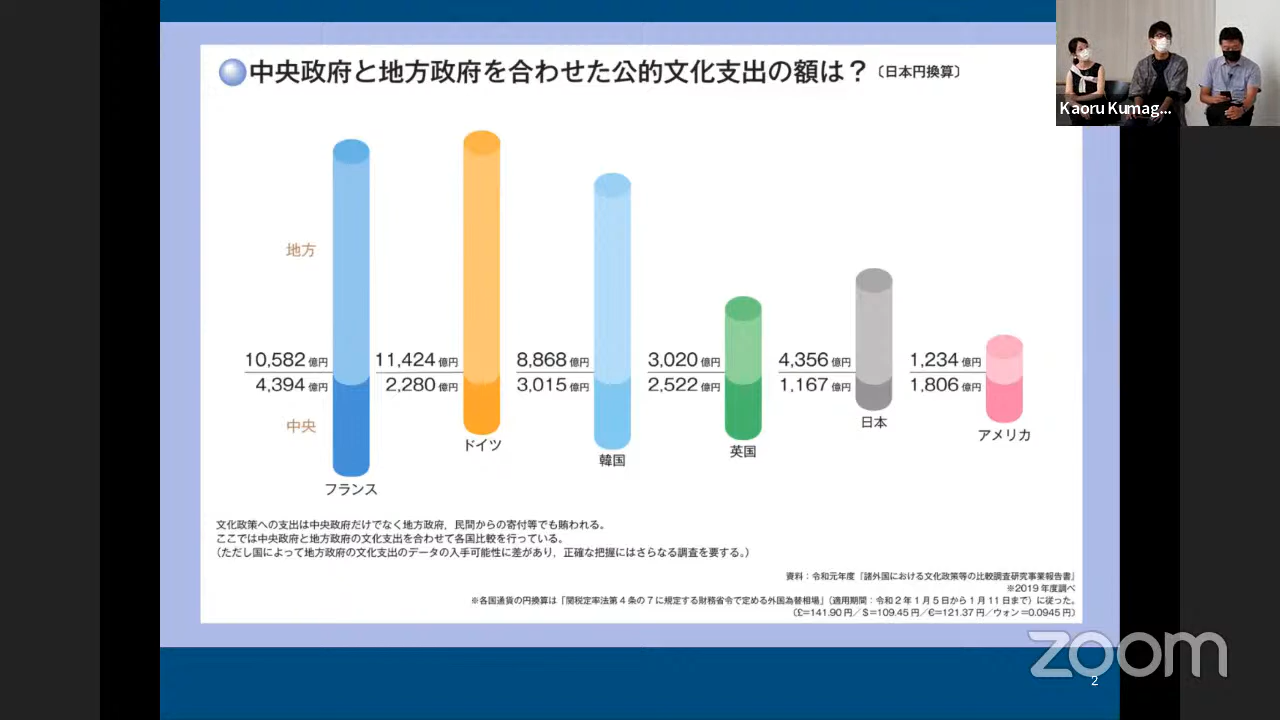 中央政府と地方政府を合わせた公的文化支出の額は？〔日本円換算〕
Kaoru Kumag...
地方
10,582億円 11,424億円 8,868億円 3,020億円 4,356億円 1,234億円
4,394億円 2,280億円 3,015億円 2,522億円 1,167億円 1,806億円
中央
フランス ドイツ 韓国 英国 日本 アメリカ
文化政策への支出は中央政府だけでなく地方政府，民間からの寄付等でも賄われる。
ここでは中央政府と地方政府の文化支出を合わせて各国比較を行っている。
（ただし国によって地方政府の文化支出のデータの入手可能性に差があり，正確な把握にはさらなる調査を要する。）
資料：令和元年度『諸外国における文化政策等の比較調査研究事業報告書』
※2019年度調べ
※各国通貨の円換算は「関税定率法第4条の7に規定する財務省令で定める外国為替相場」（適用期間：令和2年1月5日から1月11日まで）に従った。
（£＝141.90円／$＝109.45円／€＝121.37円／ウォン＝0.0945円）
zoom
2